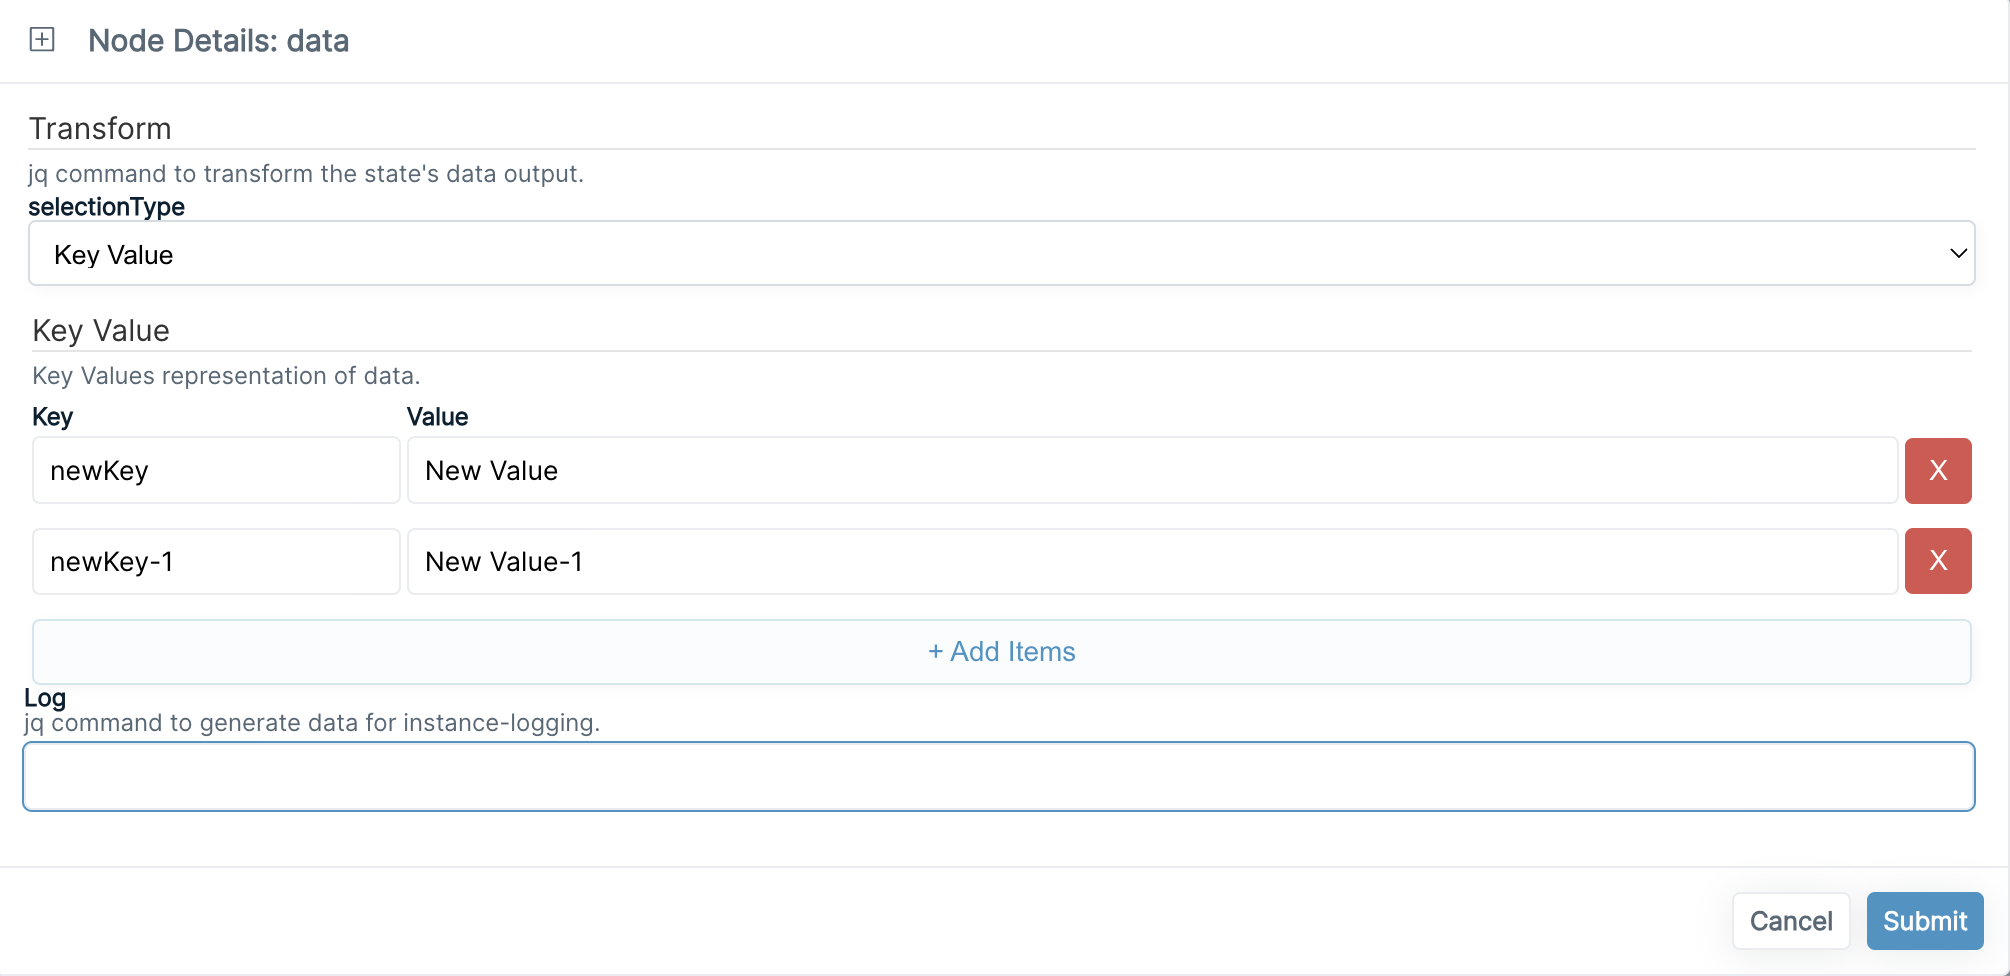 Node Details: data
Transform
jq command to transform the state's data output.
selectionType
Key Value
Key Value
Key Values representation of data.
Key Value
newKey New Value X
newKey-1 New Value-1 X
+ Add Items
Log
jq command to generate data for instance-logging.
Cancel Submit